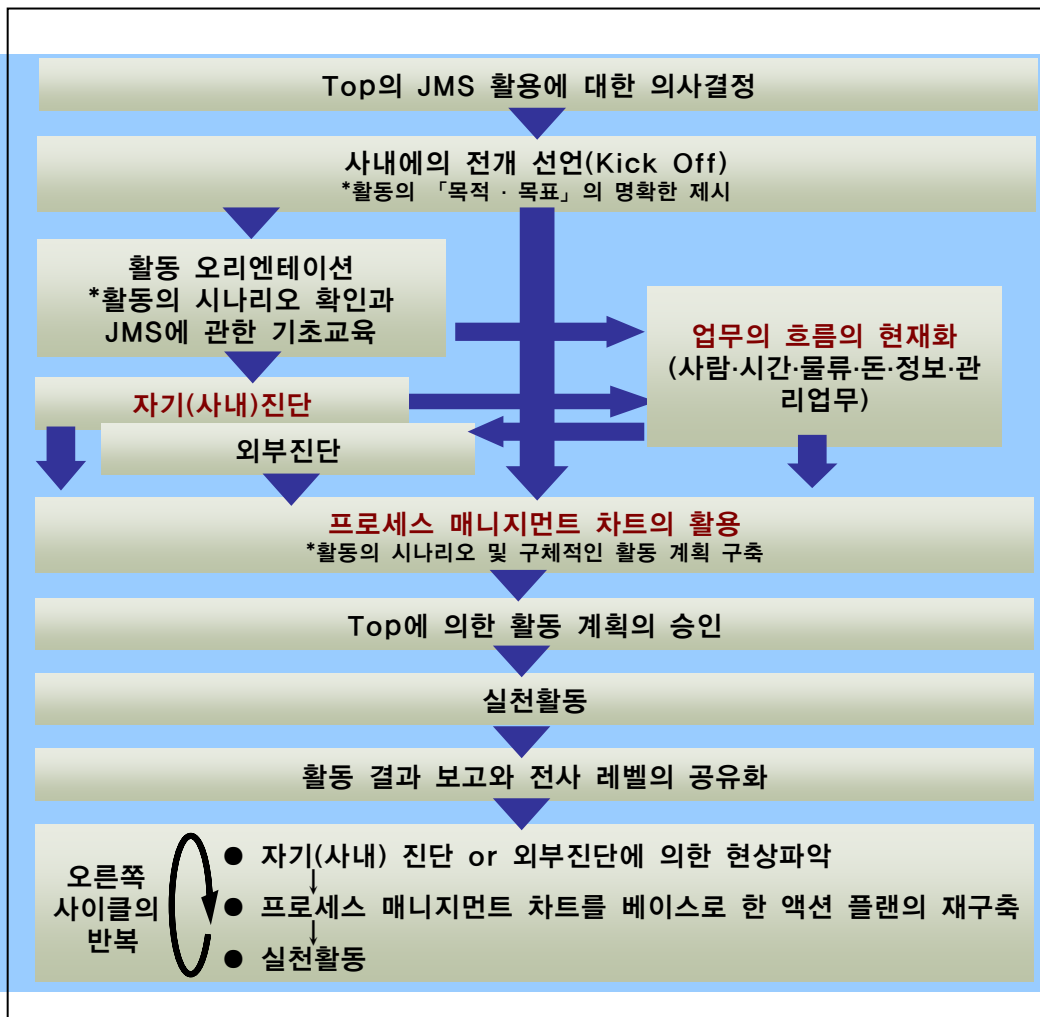 Top의 JMS 활용에 대한 의사결정
사내에의 전개 선언(Kick Off)
*활동의 「목적 · 목표」의 명확한 제시
활동 오리엔테이션
*활동의 시나리오 확인과
JMS에 관한 기초교육
업무의 흐름의 현재화
(사람·시간·물류·돈·정보·관
리업무)
자기(사내)진단
외부진단
프로세스 매니지먼트 차트의 활용
*활동의 시나리오 및 구체적인 활동 계획 구축
Top에 의한 활동 계획의 승인
실천활동
활동 결과 보고와 전사 레벨의 공유화
오른쪽
사이클의
반복
● 자기(사내) 진단 or 외부진단에 의한 현상파악
● 프로세스 매니지먼트 차트를 베이스로 한 액션 플랜의 재구축
● 실천활동